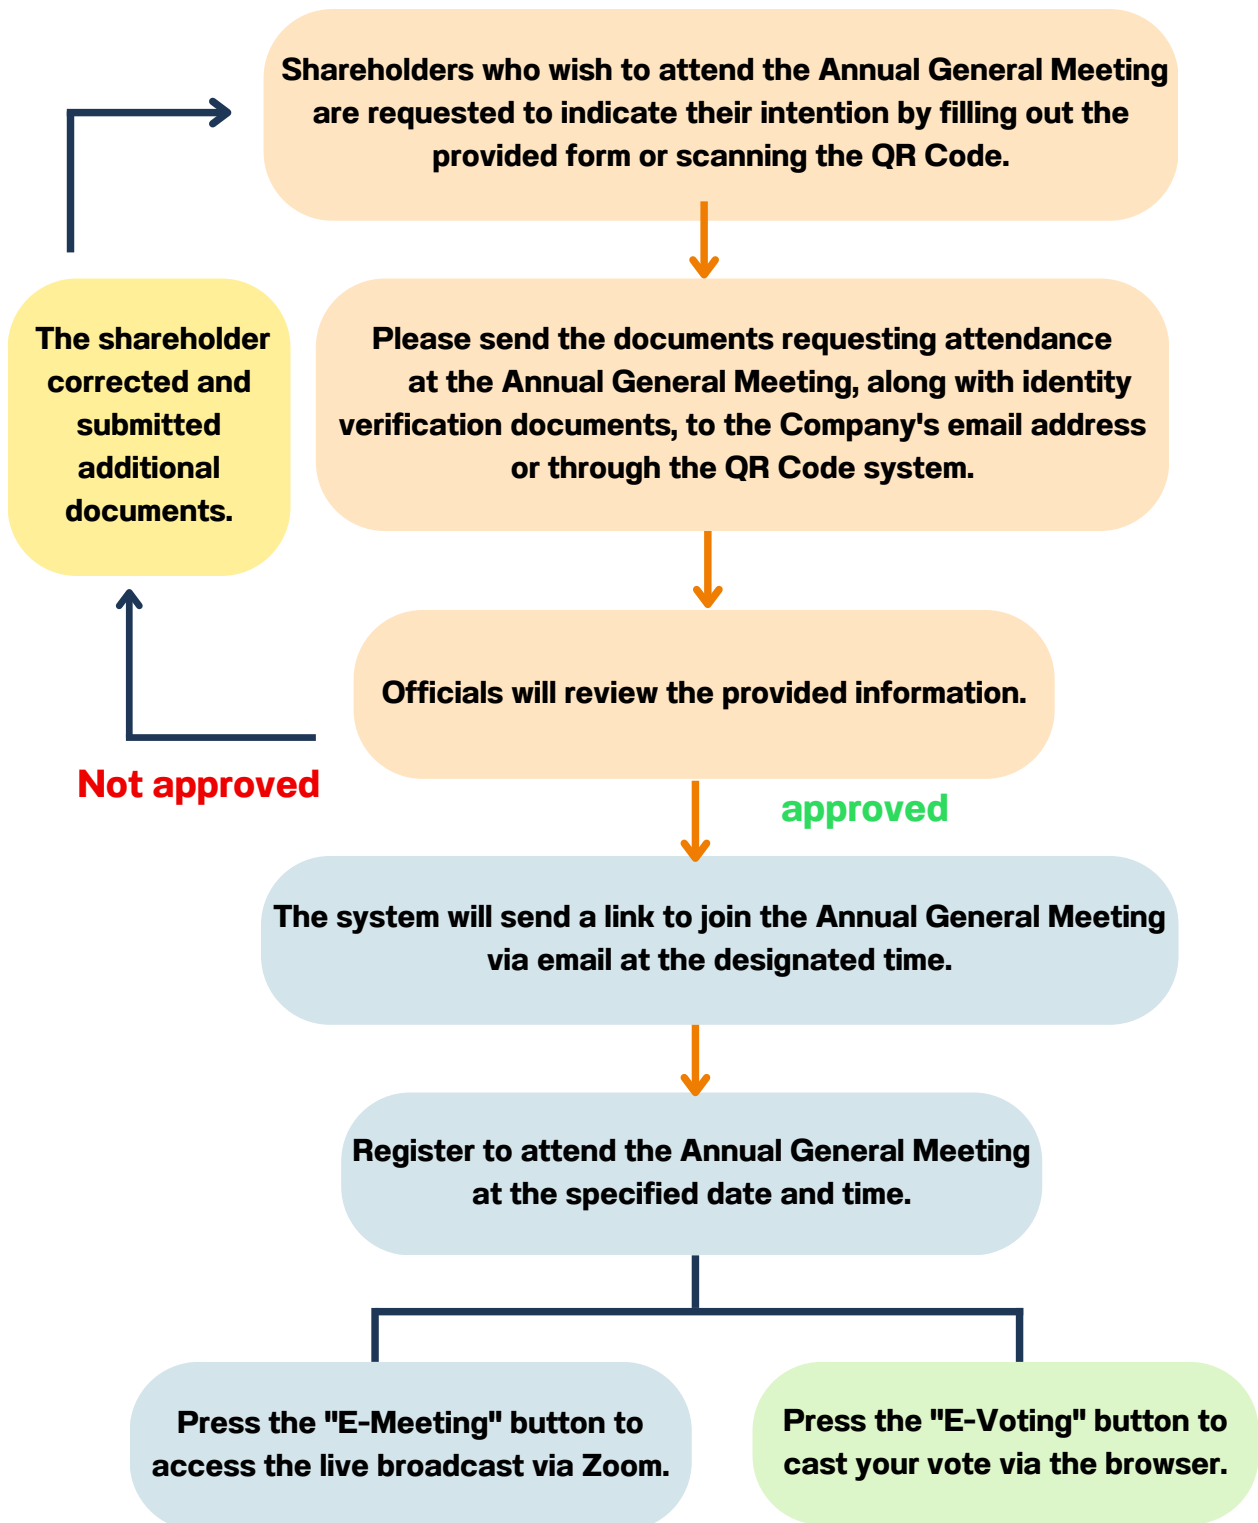 Shareholders who wish to attend the Annual General Meeting
are requested to indicate their intention by filling out the
provided form or scanning the QR Code.
The shareholder
corrected and
submitted
additional
documents.
Please send the documents requesting attendance
at the Annual General Meeting, along with identity
verification documents, to the Company's email address
or through the QR Code system.
Officials will review the provided information.
Not approved
approved
The system will send a link to join the Annual General Meeting
via email at the designated time.
Register to attend the Annual General Meeting
at the specified date and time.
Press the "E-Meeting" button to
access the live broadcast via Zoom.
Press the "E-Voting" button to
cast your vote via the browser.